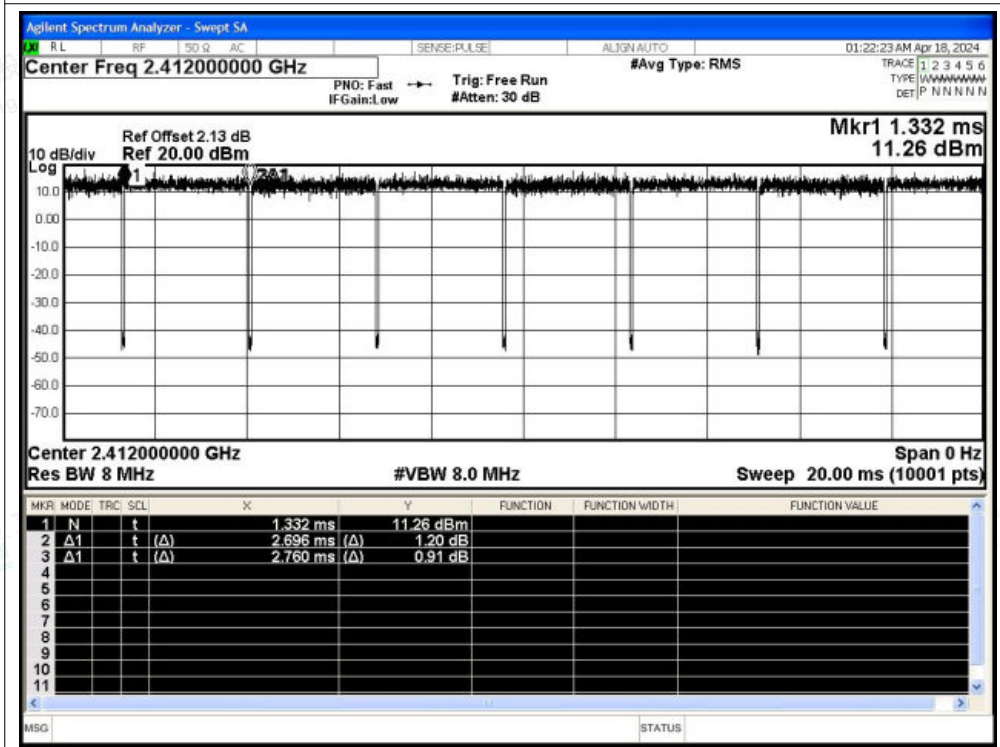 Agilent Spectrum Analyzer - Swept SA
LXI RL RF 50 Ω AC SENSE:PULSE ALIGN AUTO 01:22:23 AM Apr 18, 2024
Center Freq 2.412000000 GHz #Avg Type: RMS TRACE 1 2 3 4 5 6
PNO: Fast Trig: Free Run TYPE WWWWWW
IFGain:Low #Atten: 30 dB DET P N N N N N
Mkr1 1.332 ms
11.26 dBm
Ref Offset 2.13 dB
10 dB/div Ref 20.00 dBm
Log
1 2Δ1
10.0
0.00
-10.0
-20.0
-30.0
-40.0
-50.0
-60.0
-70.0
Center 2.412000000 GHz Span 0 Hz
Res BW 8 MHz #VBW 8.0 MHz Sweep 20.00 ms (10001 pts)
MKR MODE TRC SCL X Y FUNCTION FUNCTION WIDTH FUNCTION VALUE
1 N t 1.332 ms 11.26 dBm
2 Δ1 t (Δ) 2.696 ms (Δ) 1.20 dB
3 Δ1 t (Δ) 2.760 ms (Δ) 0.91 dB
4
5
6
7
8
9
10
11
MSG STATUS